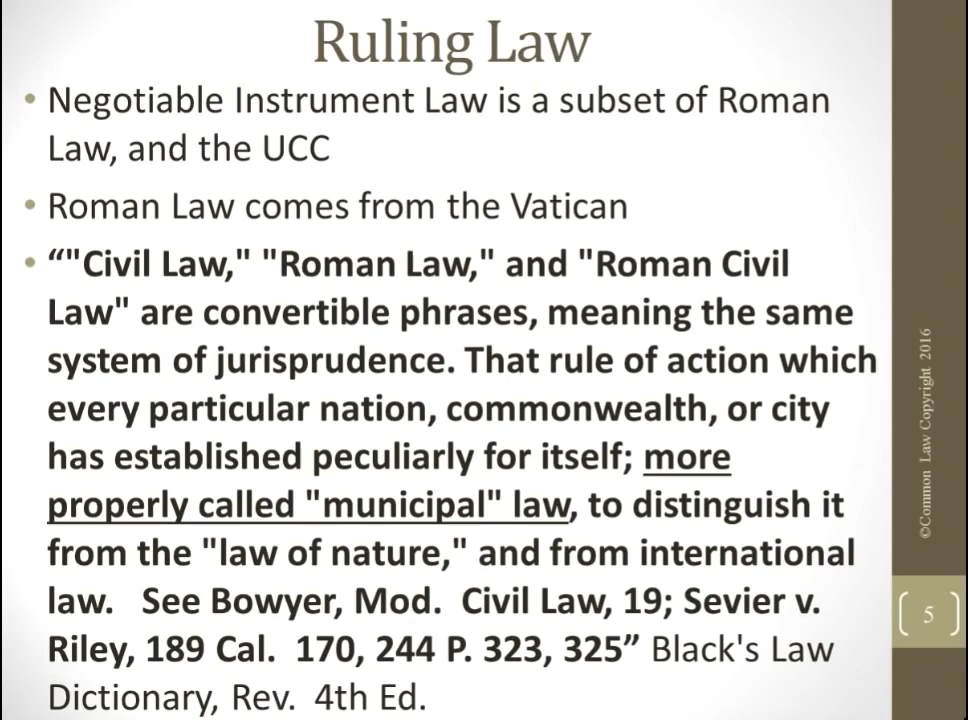 Ruling Law
• Negotiable Instrument Law is a subset of Roman
Law, and the UCC
• Roman Law comes from the Vatican
• “"Civil Law," "Roman Law," and "Roman Civil
Law" are convertible phrases, meaning the same
system of jurisprudence. That rule of action which
every particular nation, commonwealth, or city
has established peculiarly for itself; more
properly called "municipal" law, to distinguish it
from the "law of nature," and from international
law. See Bowyer, Mod. Civil Law, 19; Sevier v.
Riley, 189 Cal. 170, 244 P. 323, 325” Black's Law
Dictionary, Rev. 4th Ed.
©Common Law Copyright 2016
5